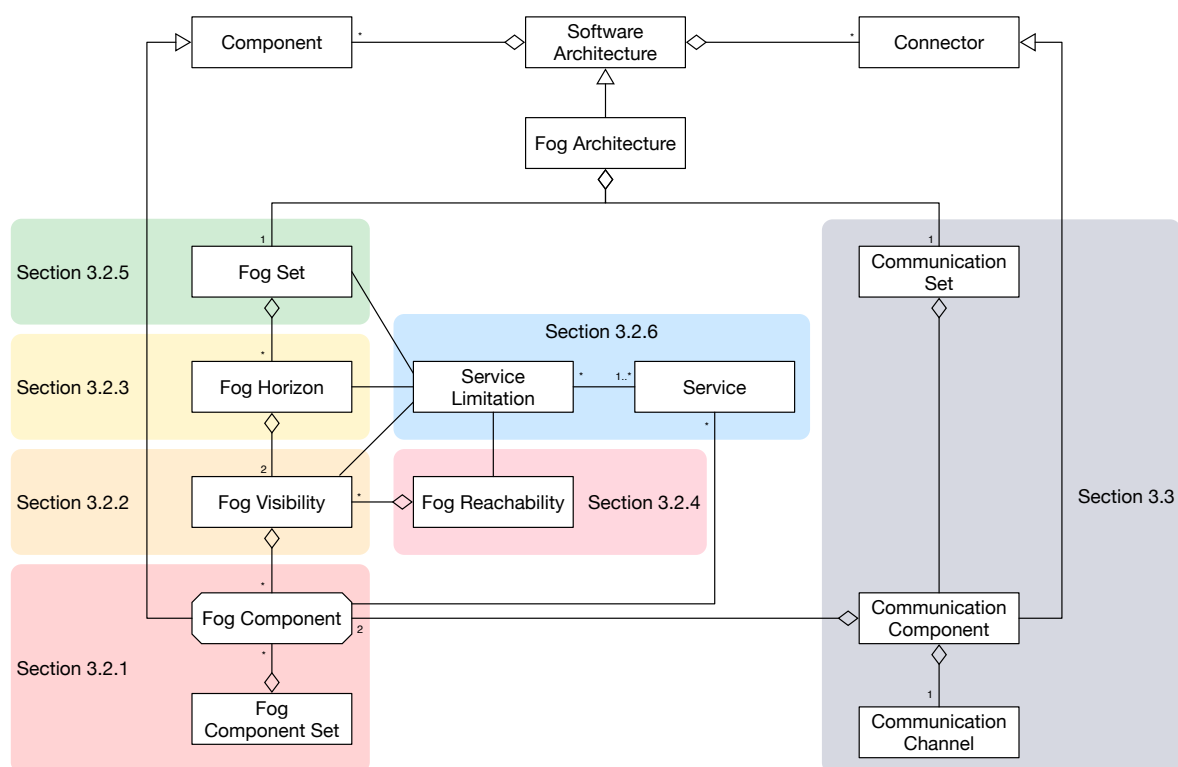 Component
*
Software
Architecture
*
Connector
Fog Architecture
1
1
Section 3.2.5
Fog Set
Communication
Set
Section 3.2.6
*
Section 3.2.3
Fog Horizon
Service
Limitation
*
1..*
Service
*
2
Section 3.2.2
Fog Visibility
*
Fog Reachability
Section 3.2.4
Section 3.3
*
Fog Component
2
Communication
Component
*
Section 3.2.1
1
Fog
Component Set
Communication
Channel